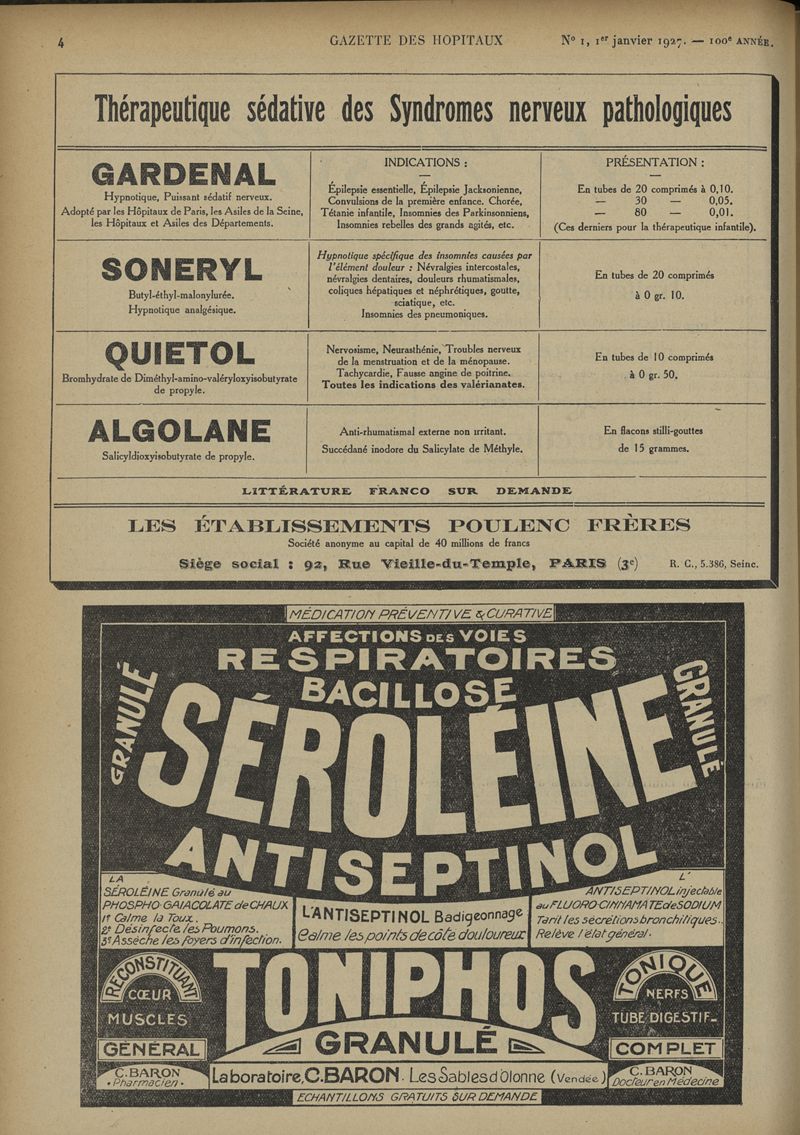 4 GAZETTE DES HOPITAUX Nº 1, 1er janvier 1927. — 100e ANNÉE.
Thérapeutique sédative des Syndromes nerveux pathologiques
GARDENAL
Hypnotique, Puissant sédatif nerveux.
Adopté par les Hôpitaux de Paris, les Asiles de la Seine,
les Hôpitaux et Asiles des Départements.
INDICATIONS :
Épilepsie essentielle, Épilepsie Jacksonienne,
Convulsions de la première enfance. Chorée,
Tétanie infantile, Insomnies des Parkinsonniens,
Insomnies rebelles des grands agités, etc.
PRÉSENTATION :
En tubes de 20 comprimés à 0,10.
— 30 — 0,05.
— 80 — 0,01.
(Ces derniers pour la thérapeutique infantile).
SONERYL
Butyl-éthyl-malonylurée.
Hypnotique analgésique.
Hypnotique spécifique des insomnies causées par
l'élément douleur : Névralgies intercostales,
névralgies dentaires, douleurs rhumatismales,
coliques hépatiques et néphrétiques, goutte,
sciatique, etc.
Insomnies des pneumoniques.
En tubes de 20 comprimés
à 0 gr. 10.
QUIETOL
Bromhydrate de Diméthyl-amino-valéryloxyisobutyrate
de propyle.
Nervosisme, Neurasthénie, Troubles nerveux
de la menstruation et de la ménopause.
Tachycardie, Fausse angine de poitrine.
Toutes les indications des valérianates.
En tubes de 10 comprimés
à 0 gr. 50.
ALGOLANE
Salicyldioxyisobutyrate de propyle.
Anti-rhumatismal externe non irritant.
Succédané inodore du Salicylate de Méthyle.
En flacons stilli-gouttes
de 15 grammes.
LITTÉRATURE FRANCO SUR DEMANDE
LES ÉTABLISSEMENTS POULENC FRÈRES
Société anonyme au capital de 40 millions de francs
Siège social : 92, Rue Vieille-du-Temple, PARIS (3e) R. C., 5.386, Seine.
MÉDICATION PRÉVENTIVE & CURATIVE
AFFECTIONS DES VOIES
RESPIRATOIRES
BACILLOSE
GRANULÉ
SÉROLÉINE
GRANULÉ
ANTISEPTINOL
LA
SÉROLÉINE Granulé au
PHOSPHO GAIACOLATE de CHAUX
1º Calme la Toux.
2º Désinfecte les Poumons.
3º Assèche les foyers d'infection.
L'ANTISEPTINOL Badigeonnage
Calme les points de côte douloureux
L'
ANTISEPTINOL injectable
au FLUORO-CINNAMATE de SODIUM
Tarit les sécrétions bronchitiques..
Relève l'état général.
RECONSTITUANT
CŒUR
MUSCLES
GÉNÉRAL
TONIPHOS
GRANULÉ
TONIQUE
NERFS
TUBE DIGESTIF_
COMPLET
C. BARON
• Pharmacien •
Laboratoire, C. BARON. Les Sables d'Olonne (Vendée)
C. BARON
Docteur en Médecine
ECHANTILLONS GRATUITS SUR DEMANDE